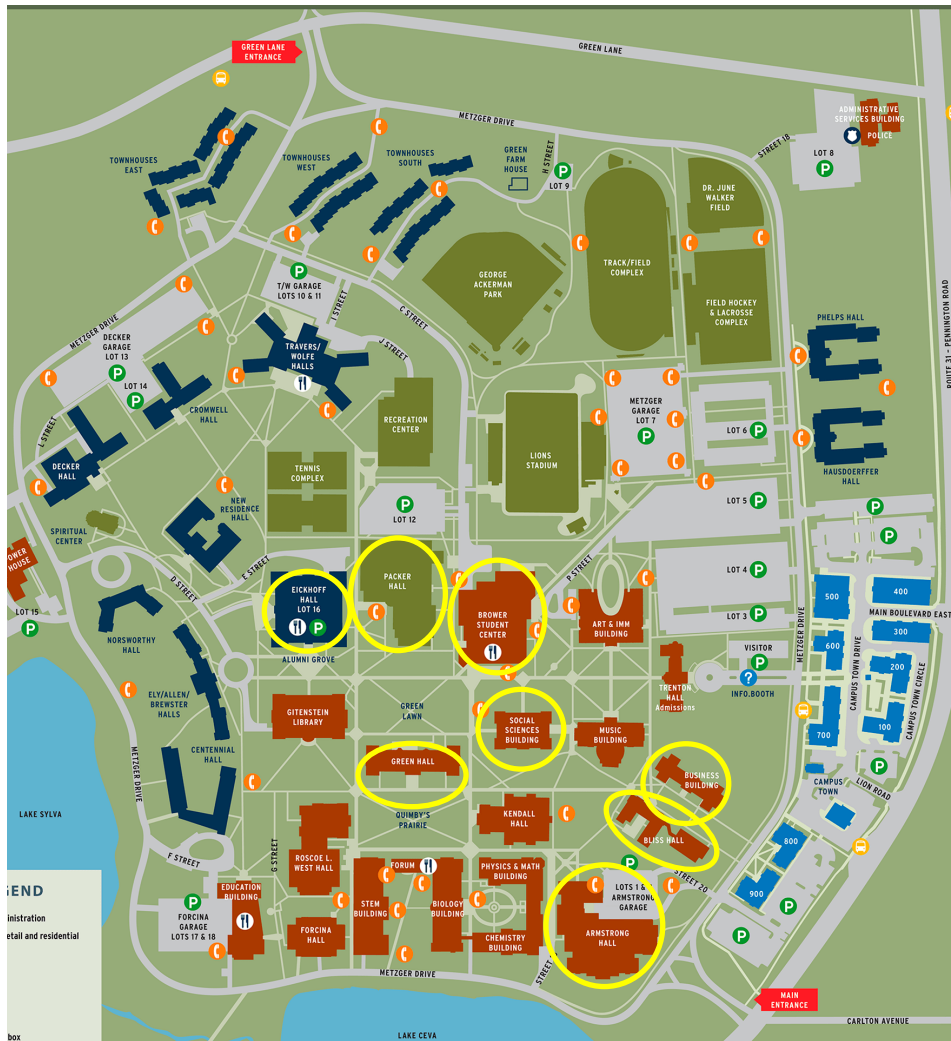 GREEN LANE
ENTRANCE
GREEN LANE
METZGER DRIVE
ADMINISTRATIVE
SERVICES BUILDING
POLICE
STREET 18
LOT 8
P
TOWNHOUSES
EAST
TOWNHOUSES
WEST
TOWNHOUSES
SOUTH
GREEN
FARM
HOUSE
H STREET
P
LOT 9
DR. JUNE
WALKER
FIELD
TRACK/FIELD
COMPLEX
GEORGE
ACKERMAN
PARK
FIELD HOCKEY
& LACROSSE
COMPLEX
ROUTE 31 - PENNINGTON ROAD
P
T/W GARAGE
LOTS 10 & 11
I STREET
C STREET
J STREET
METZGER DRIVE
DECKER
GARAGE
LOT 13
P
LOT 14
P
TRAVERS/
WOLFE
HALLS
PHELPS HALL
CROMWELL
HALL
L STREET
DECKER
HALL
RECREATION
CENTER
METZGER
GARAGE
LOT 7
P
LOT 6
P
LIONS
STADIUM
TENNIS
COMPLEX
HAUSDOERFFER
HALL
NEW
RESIDENCE
HALL
SPIRITUAL
CENTER
P
LOT 12
LOT 5
P
P
P
OWER
HOUSE
LOT 15
P
D STREET
E STREET
EICKHOFF
HALL
LOT 16
P
ALUMNI GROVE
PACKER
HALL
BROWER
STUDENT
CENTER
P STREET
ART & IMM
BUILDING
LOT 4
P
LOT 3
P
METZGER DRIVE
500
400
MAIN BOULEVARD EAST
300
600
200
100
700
CAMPUS TOWN DRIVE
CAMPUS TOWN CIRCLE
NORSWORTHY
HALL
VISITOR
P
?
INFO.BOOTH
TRENTON
HALL
Admissions
ELY/ALLEN/
BREWSTER
HALLS
GITENSTEIN
LIBRARY
GREEN
LAWN
SOCIAL
SCIENCES
BUILDING
MUSIC
BUILDING
CENTENNIAL
HALL
METZGER DRIVE
GREEN HALL
BUSINESS
BUILDING
CAMPUS
TOWN
P
LION ROAD
LAKE SYLVA
QUIMBY'S
PRAIRIE
KENDALL
HALL
BLISS HALL
800
F STREET
G STREET
ROSCOE L.
WEST HALL
FORUM
PHYSICS & MATH
BUILDING
P
STREET 20
900
GEND
inistration
etail and residential
box
P
FORCINA
GARAGE
LOTS 17 & 18
EDUCATION
BUILDING
FORCINA
HALL
STEM
BUILDING
BIOLOGY
BUILDING
CHEMISTRY
BUILDING
ARMSTRONG
GARAGE
ARMSTRONG
HALL
P
P
METZGER DRIVE
MAIN
ENTRANCE
LAKE CEVA
CARLTON AVENUE